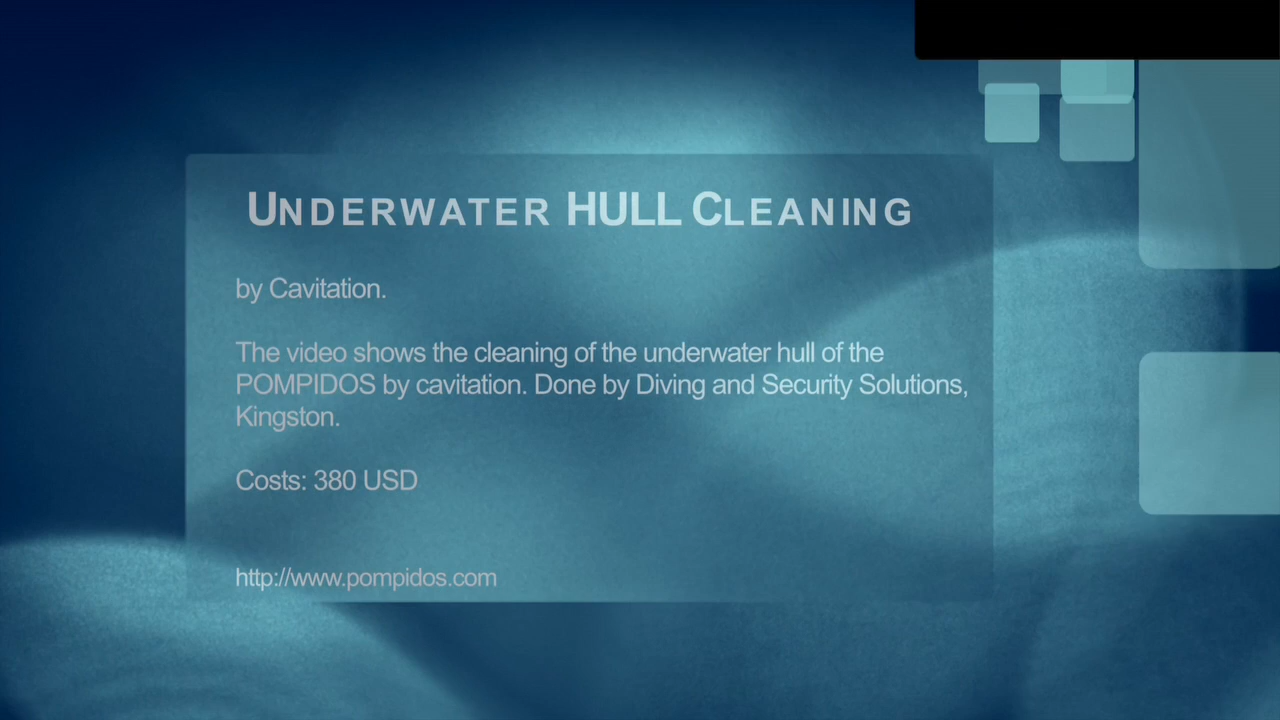 UNDERWATER HULL CLEANING
by Cavitation.
The video shows the cleaning of the underwater hull of the
POMPIDOS by cavitation. Done by Diving and Security Solutions,
Kingston.
Costs: 380 USD
http://www.pompidos.com